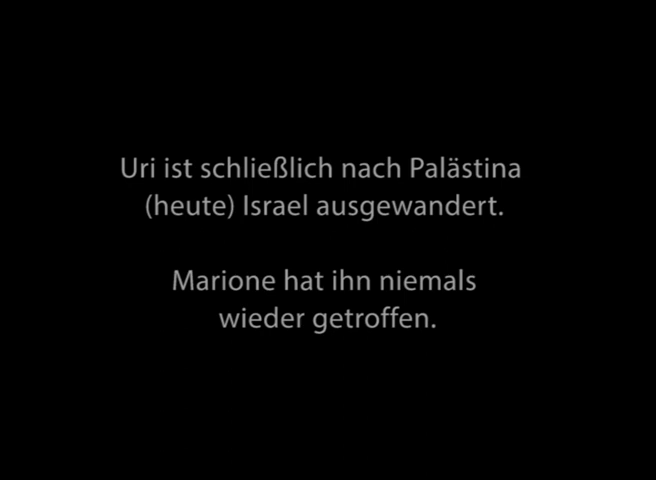 Uri ist schließlich nach Palästina
(heute) Israel ausgewandert.
Marione hat ihn niemals
wieder getroffen.